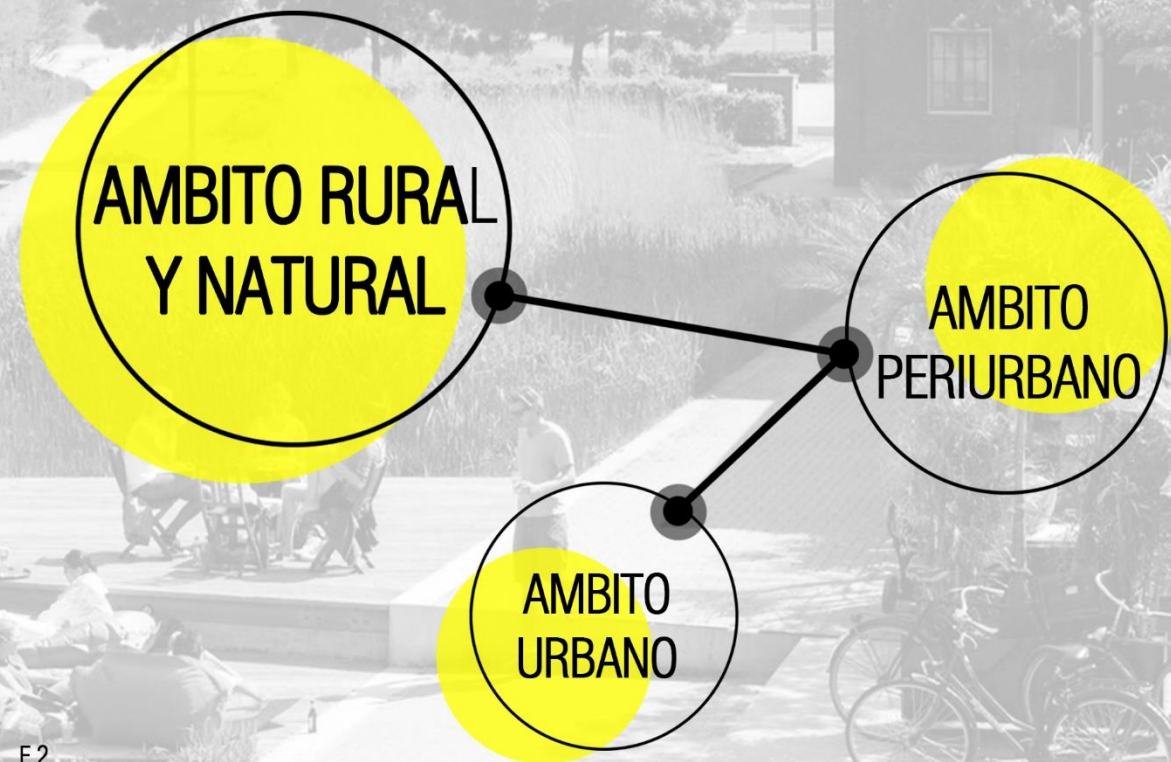 AMBITO RURAL
Y NATURAL
AMBITO
PERIURBANO
AMBITO
URBANO
F.2